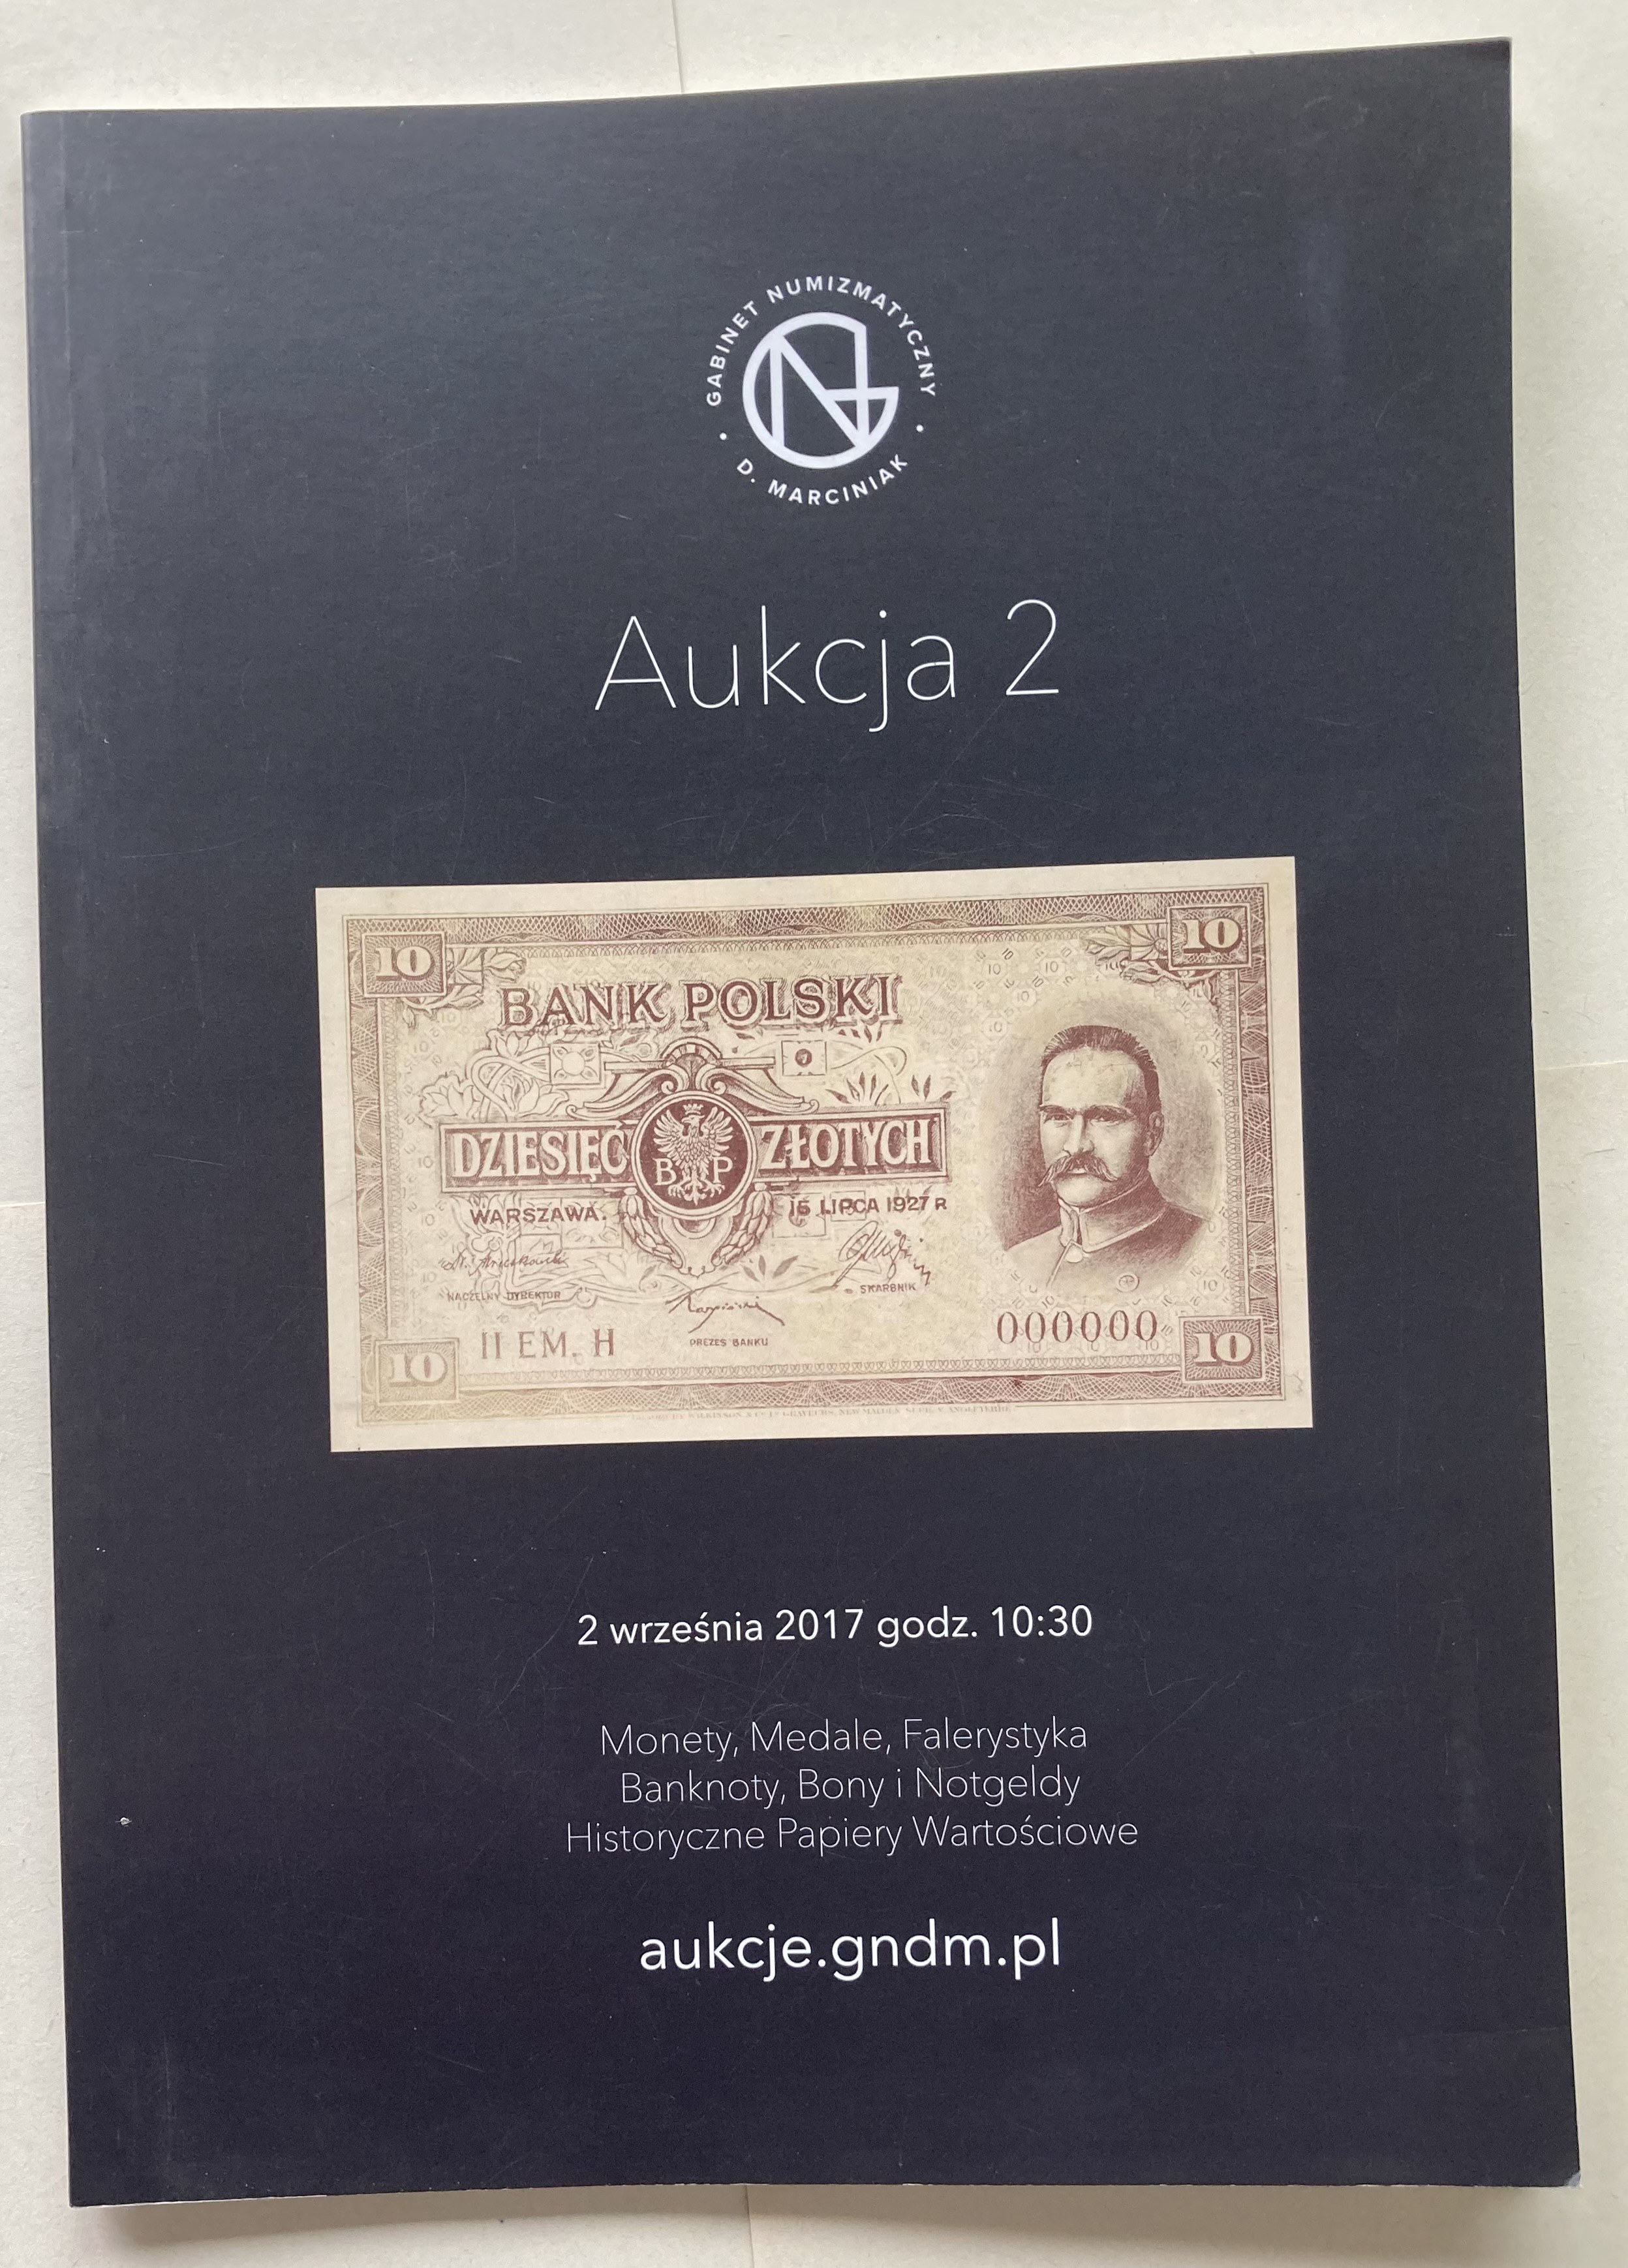 GABINET NUMIZMATYCZNY
D. MARCINIAK
Aukcja 2
10
10
BANK POLSKI
DZIESIĘĆ ZŁOTYCH
B P
WARSZAWA. 15 LIPCA 1927 R
NACZELNY DYREKTOR
SKARBNIK
PREZES BANKU
II EM. H
000000
10
10
2 września 2017 godz. 10:30
Monety, Medale, Falerystyka
Banknoty, Bony i Notgeldy
Historyczne Papiery Wartościowe
aukcje.gndm.pl